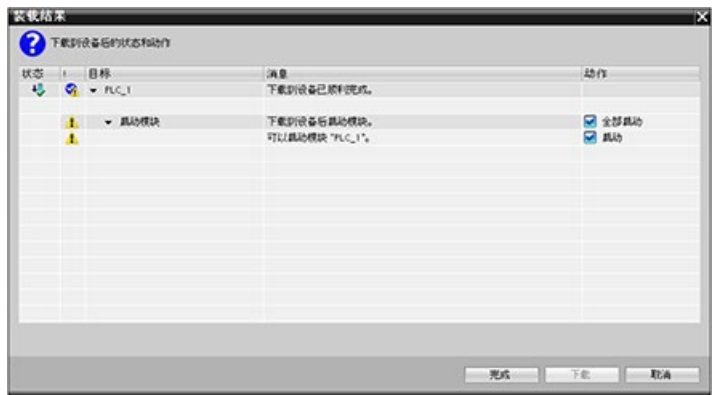 装载结果
下载到设备后的状态和动作
状态 ! 目标 消息 动作
PLC_1 下载到设备已顺利完成。
启动模块 下载到设备后启动模块。 全部启动
可以启动模块 "PLC_1"。 启动
完成 下载 取消